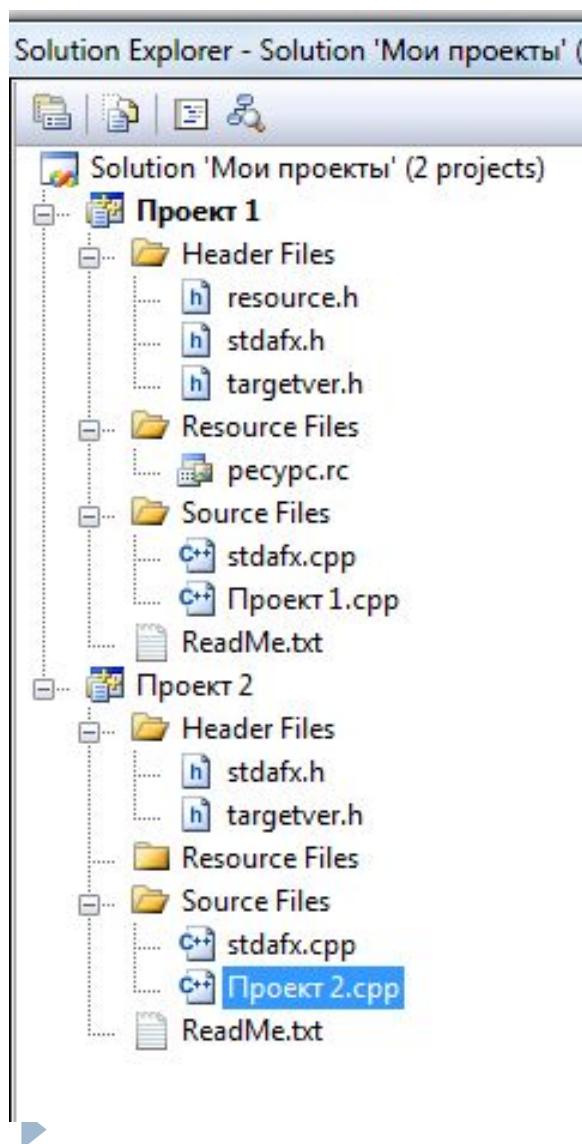 Solution Explorer - Solution 'Мои проекты' (
Solution 'Мои проекты' (2 projects)
Проект 1
Header Files
resource.h
stdafx.h
targetver.h
Resource Files
ресурс.rc
Source Files
stdafx.cpp
Проект 1.cpp
ReadMe.txt
Проект 2
Header Files
stdafx.h
targetver.h
Resource Files
Source Files
stdafx.cpp
Проект 2.cpp
ReadMe.txt